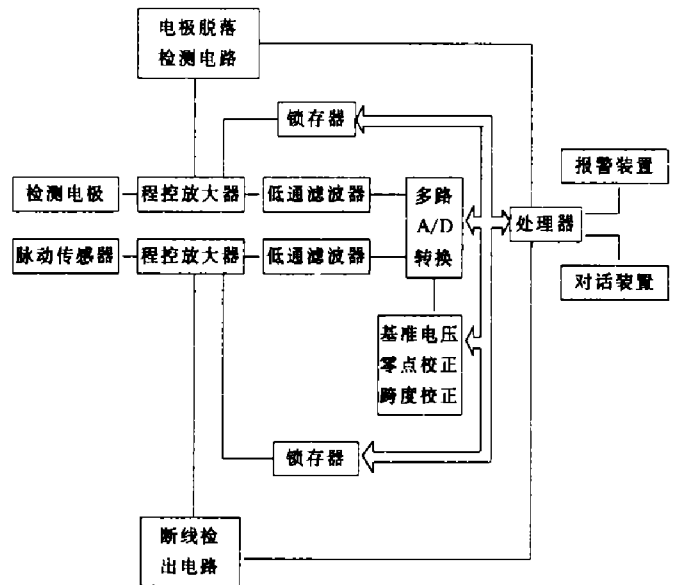 电极脱落
检测电路
锁存器
报警装置
检测电极
程控放大器
低通滤波器
多路
A/D
转换
处理器
脉动传感器
程控放大器
低通滤波器
对话装置
基准电压
零点校正
跨度校正
锁存器
断线检
出电路